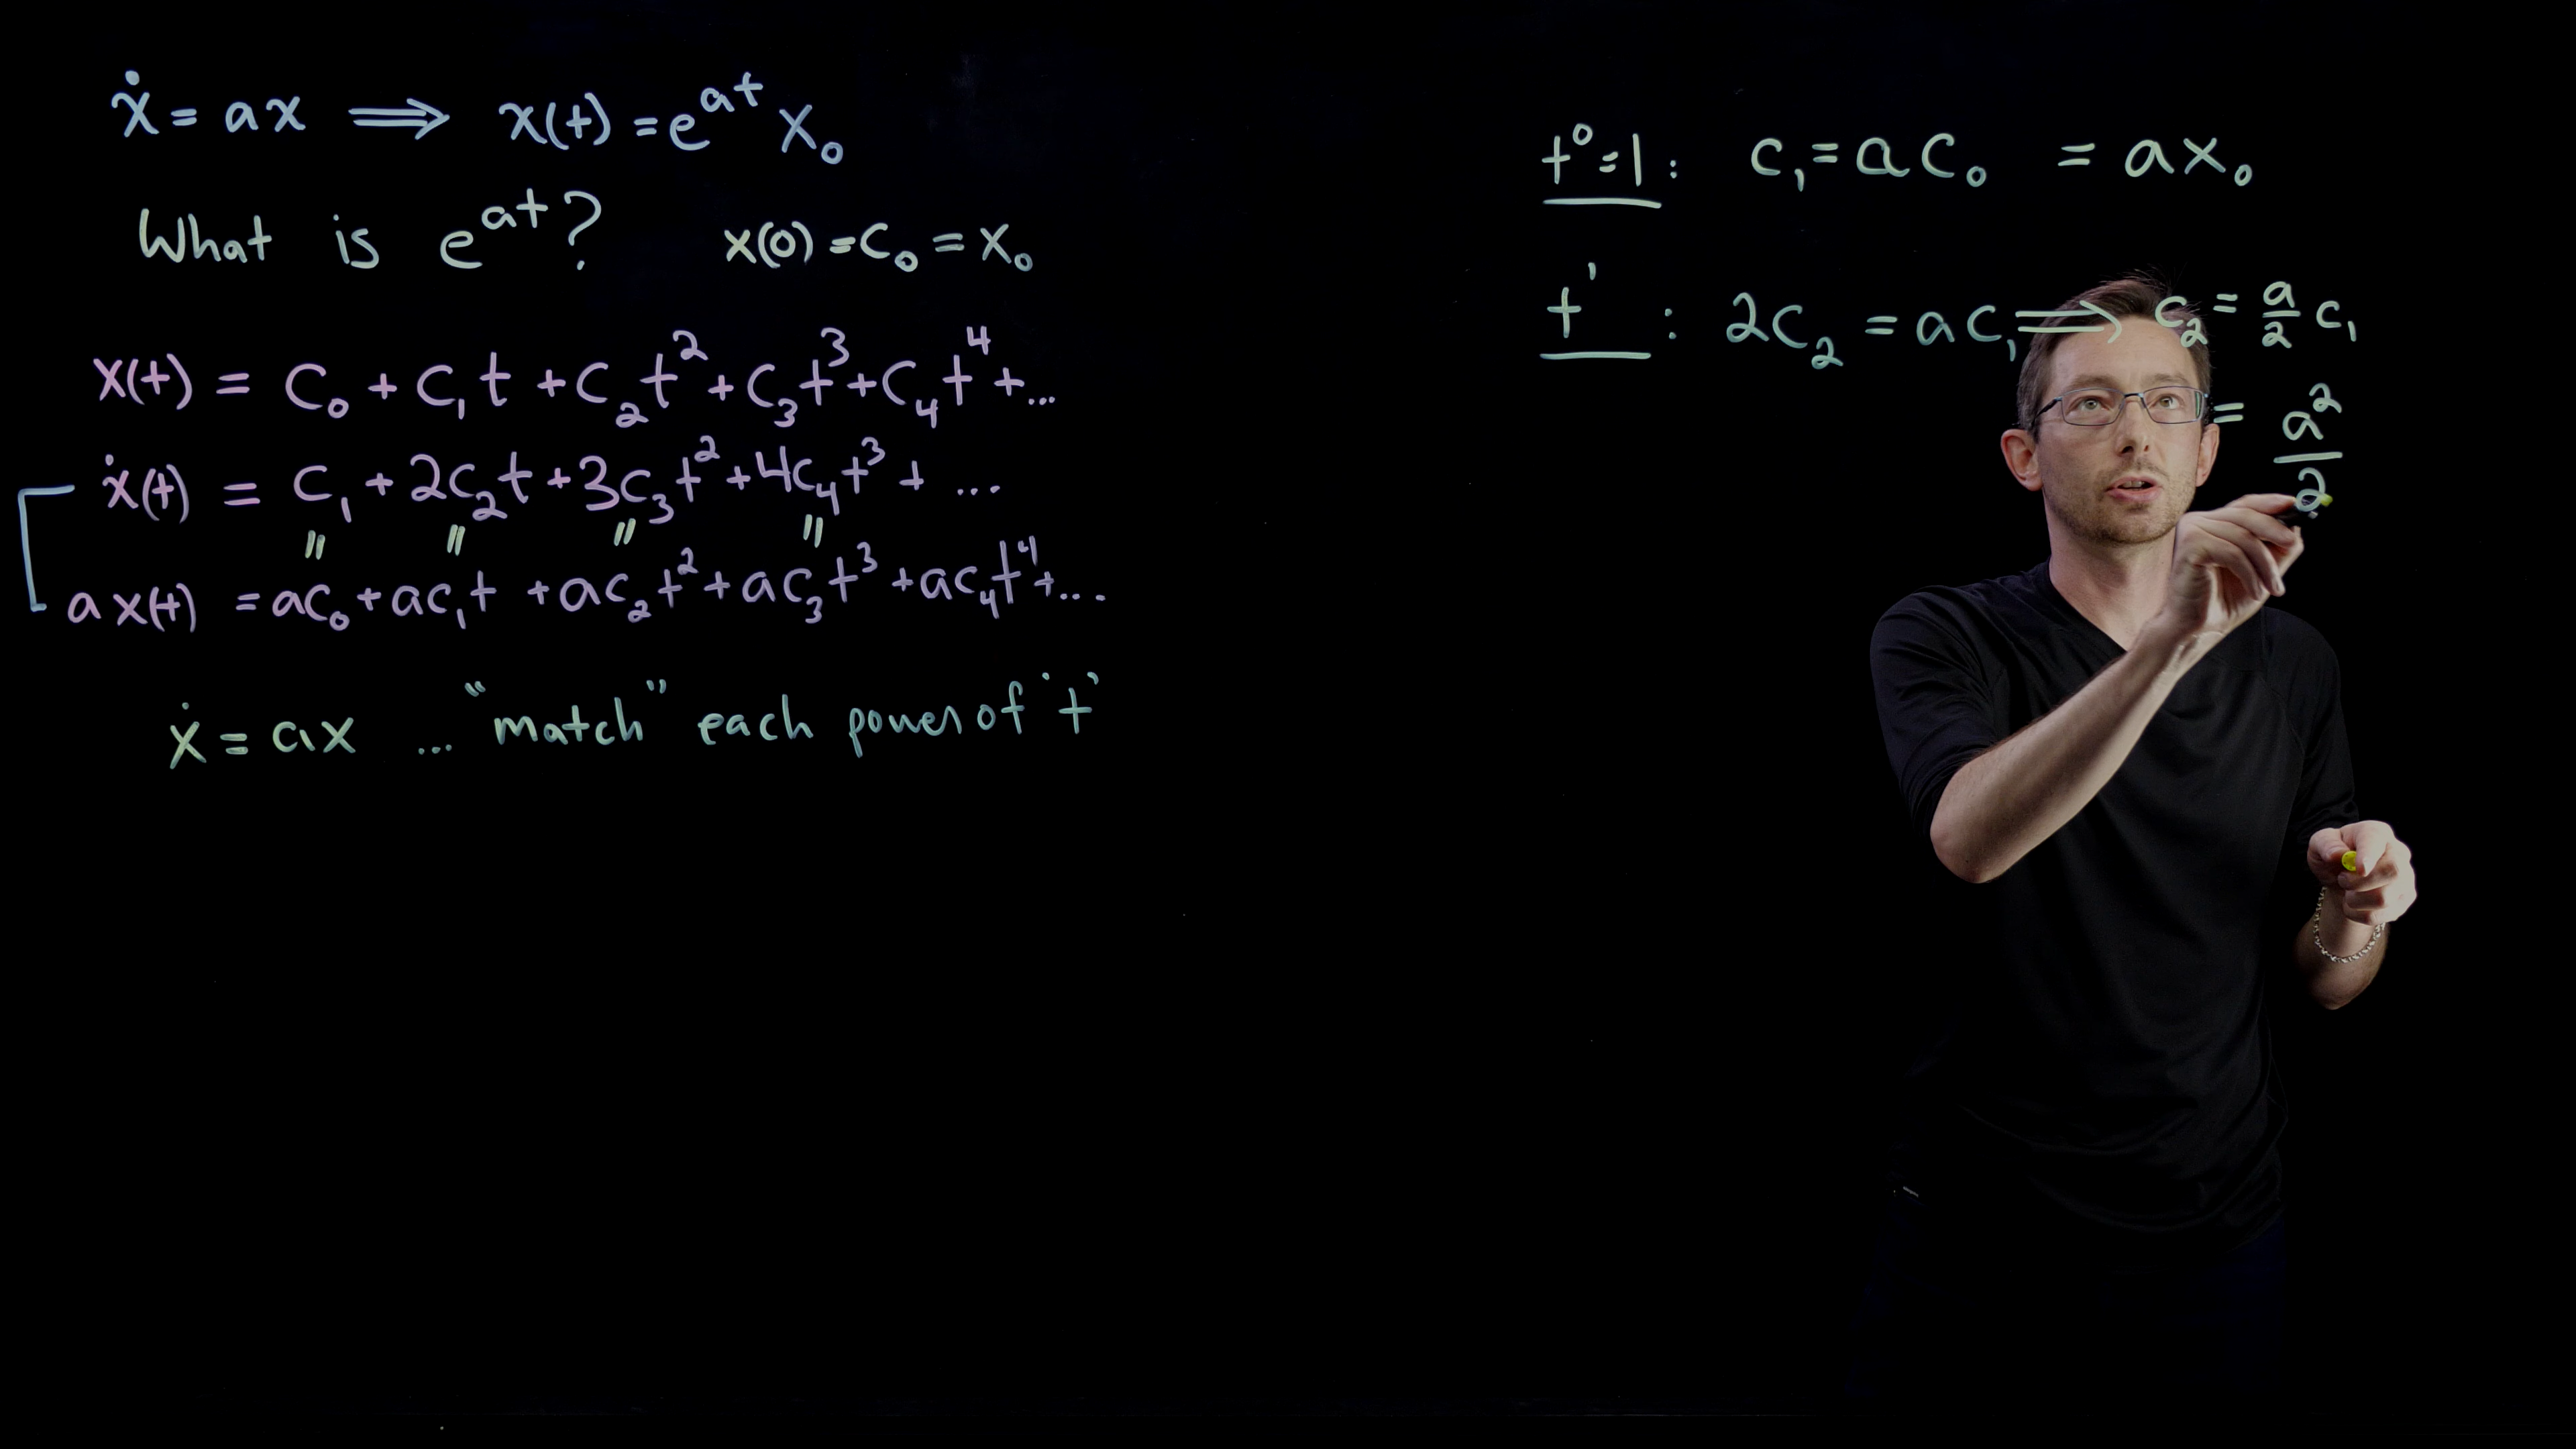 ẋ = ax ⟹ x(t) = e^{at} x₀
What is e^{at}? x(0) = c₀ = x₀
x(t) = c₀ + c₁t + c₂t² + c₃t³ + c₄t⁴ + ...
ẋ(t) = c₁ + 2c₂t + 3c₃t² + 4c₄t³ + ...
" " " "
ax(t) = ac₀ + ac₁t + ac₂t² + ac₃t³ + ac₄t⁴ + ...
ẋ = ax ... "match" each power of 't'
t⁰=1 : c₁ = ac₀ = ax₀
t¹ : 2c₂ = ac₁ ⟹ c₂ = a/2 c₁
= a²/2